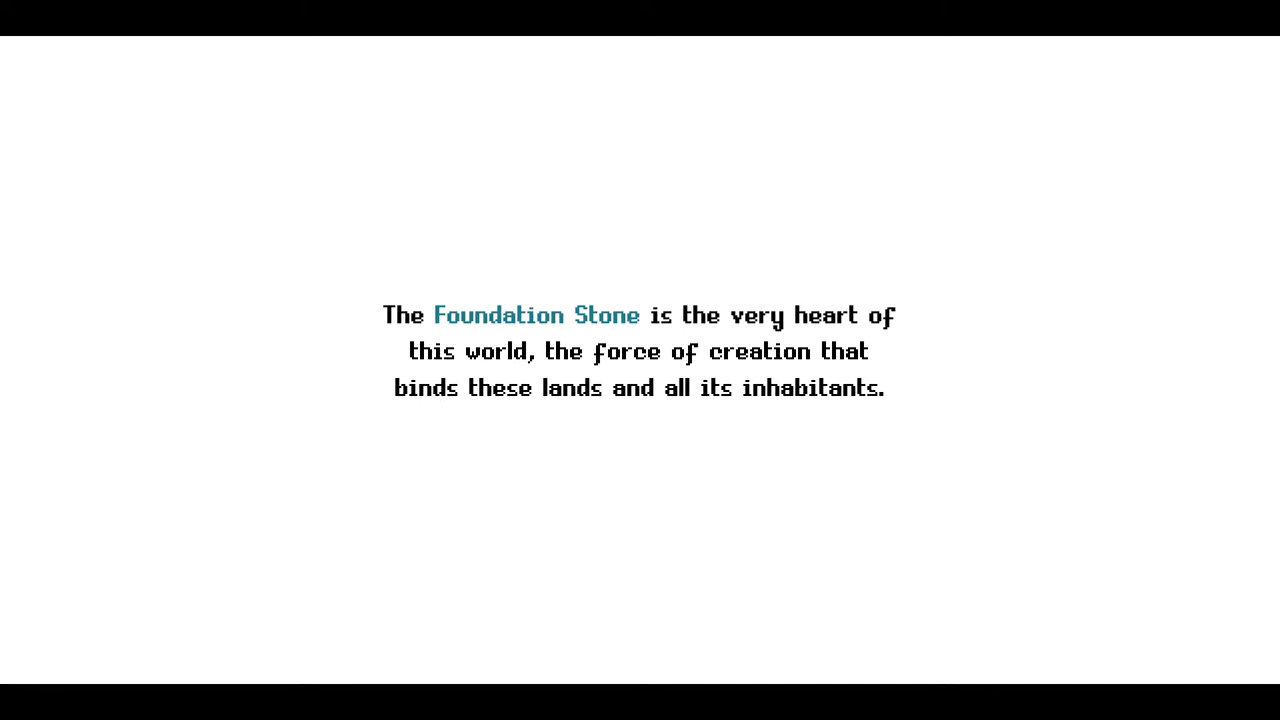 The Foundation Stone is the very heart of
this world, the force of creation that
binds these lands and all its inhabitants.